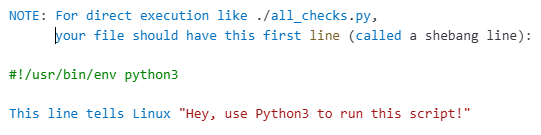 NOTE: For direct execution like ./all_checks.py,
your file should have this first line (called a shebang line):
#!/usr/bin/env python3
This line tells Linux "Hey, use Python3 to run this script!"